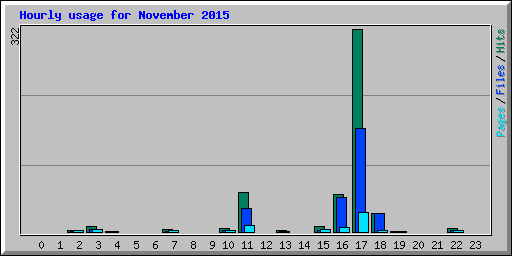 Hourly usage for November 2015
322
Pages/Files/Hits
0 1 2 3 4 5 6 7 8 9 10 11 12 13 14 15 16 17 18 19 20 21 22 23